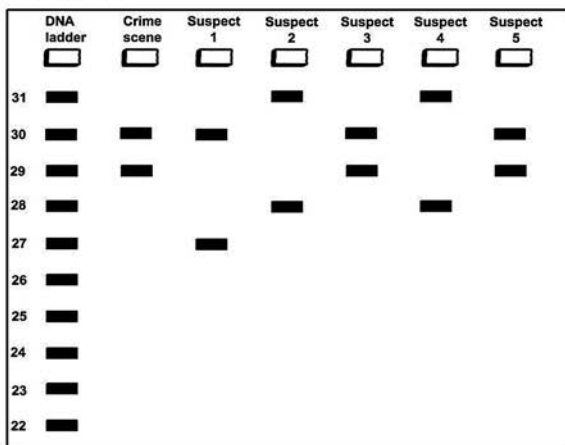 DNA ladder
Crime scene
Suspect 1
Suspect 2
Suspect 3
Suspect 4
Suspect 5
31
30
29
28
27
26
25
24
23
22